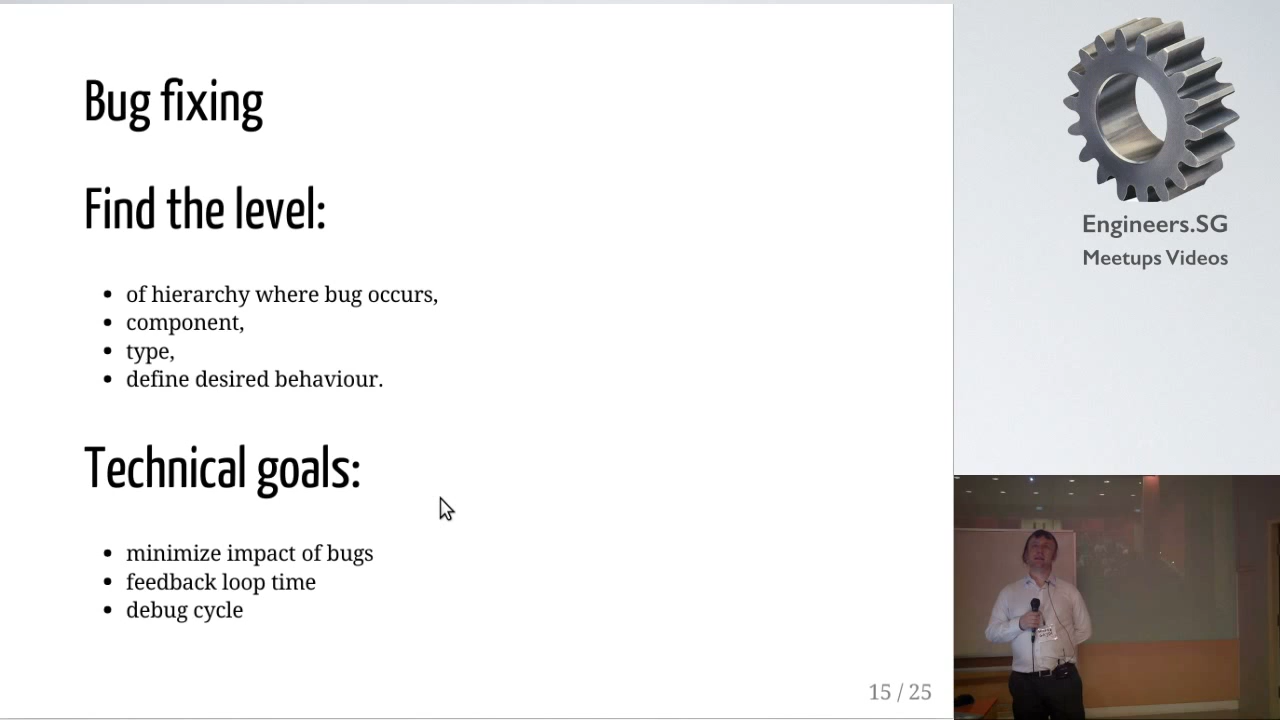 Bug fixing
Find the level:
of hierarchy where bug occurs,
component,
type,
define desired behaviour.
Technical goals:
minimize impact of bugs
feedback loop time
debug cycle
15 / 25
Engineers.SG
Meetups Videos